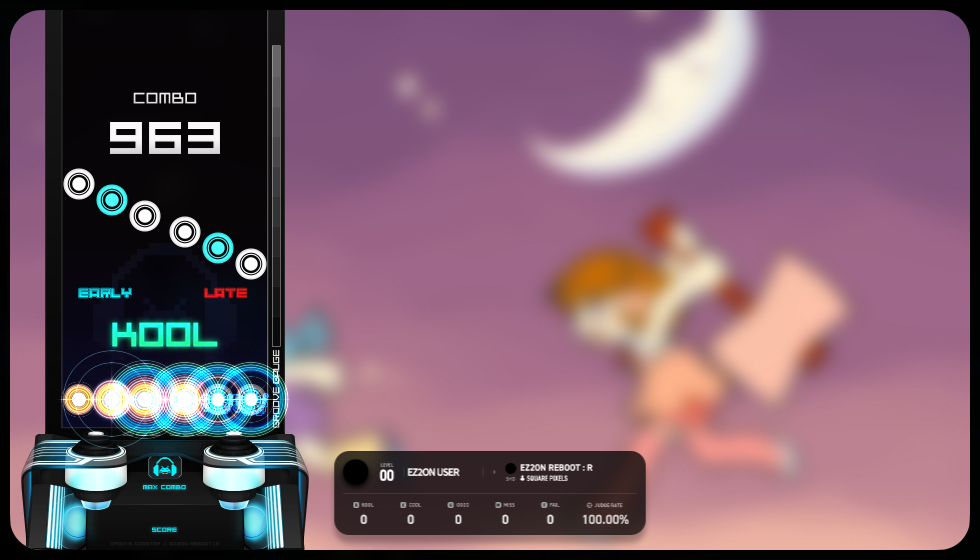 COMBO
963
EARLY LATE
KOOL
GROOVE GAUGE
MAX COMBO
SCORE
LEVEL
00 EZ2ON USER
EZ2ON REBOOT : R
SQUARE PIXELS
KOOL COOL GOOD MISS FAIL JUDGE RATE
0 0 0 0 0 100.00%